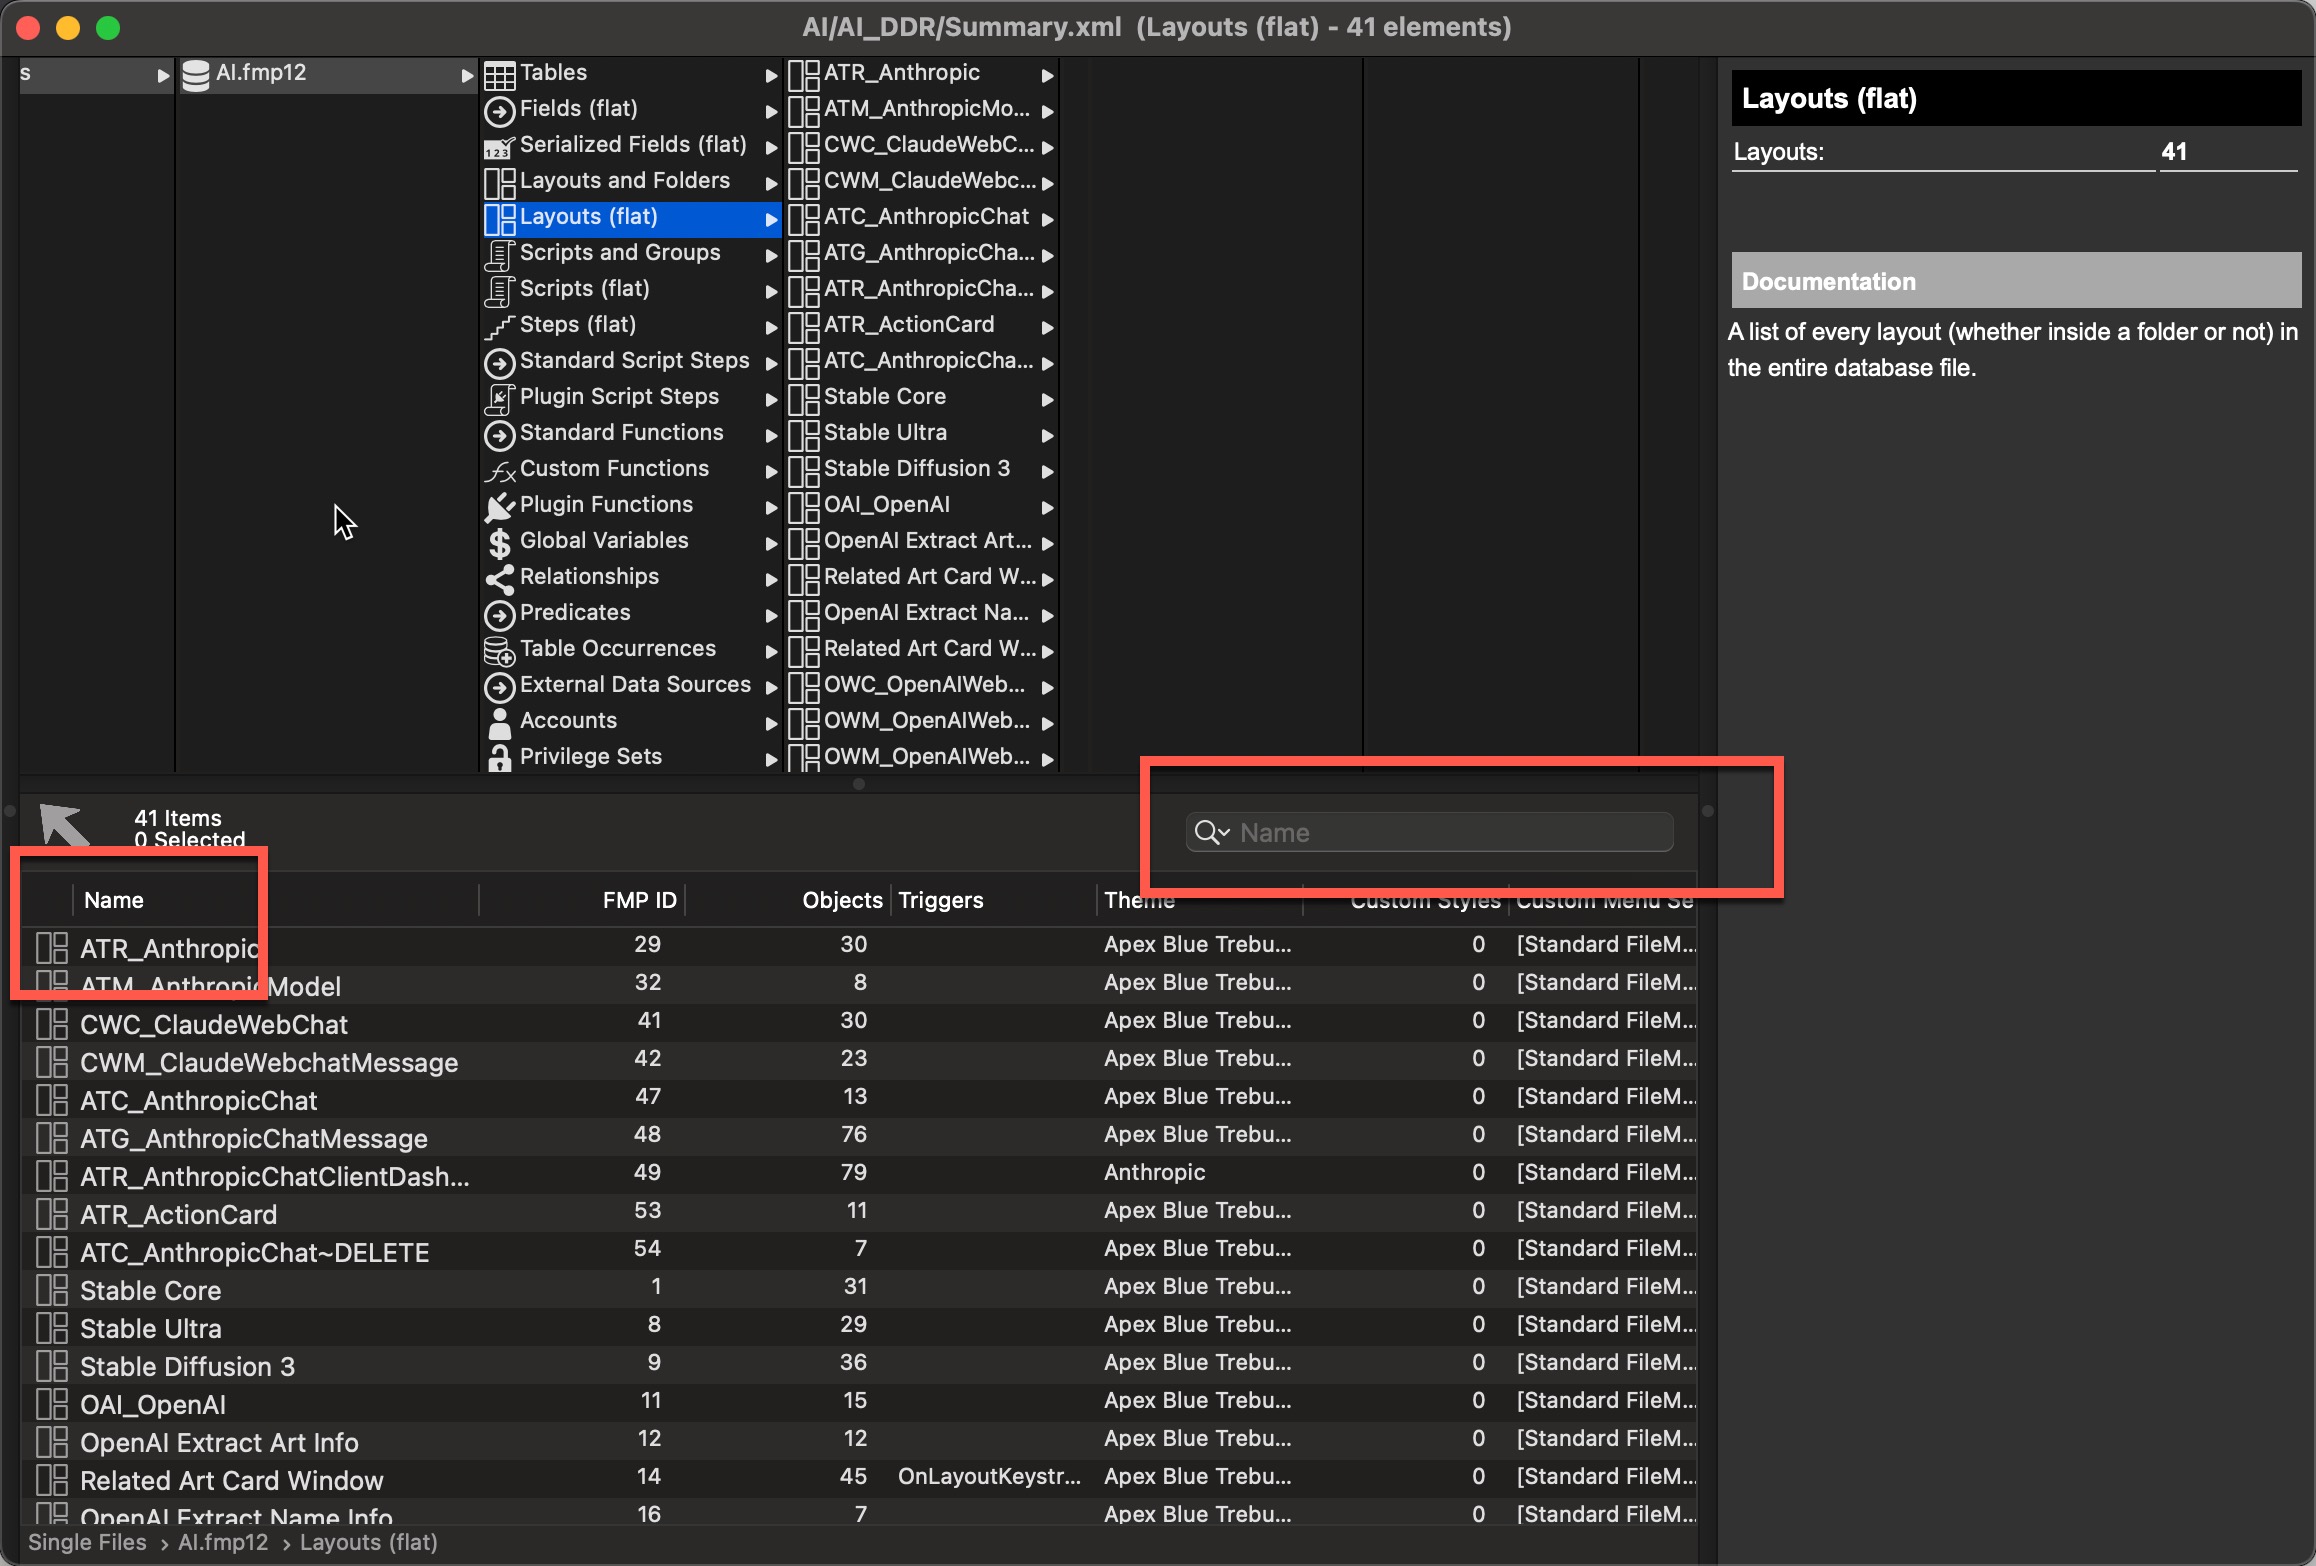 AI/AI_DDR/Summary.xml (Layouts (flat) - 41 elements)
s
AI.fmp12
Tables
Fields (flat)
Serialized Fields (flat)
Layouts and Folders
Layouts (flat)
Scripts and Groups
Scripts (flat)
Steps (flat)
Standard Script Steps
Plugin Script Steps
Standard Functions
Custom Functions
Plugin Functions
Global Variables
Relationships
Predicates
Table Occurrences
External Data Sources
Accounts
Privilege Sets
ATR_Anthropic
ATM_AnthropicMo...
CWC_ClaudeWebC...
CWM_ClaudeWebc...
ATC_AnthropicChat
ATG_AnthropicCha...
ATR_AnthropicCha...
ATR_ActionCard
ATC_AnthropicCha...
Stable Core
Stable Ultra
Stable Diffusion 3
OAI_OpenAI
OpenAI Extract Art...
Related Art Card W...
OpenAI Extract Na...
Related Art Card W...
OWC_OpenAIWeb...
OWM_OpenAIWeb...
OWM_OpenAIWeb...
Layouts (flat)
Layouts: 41
Documentation
A list of every layout (whether inside a folder or not) in
the entire database file.
41 Items
0 Selected
Name
Name FMP ID Objects Triggers Theme Custom Styles Custom Menu Se
ATR_Anthropic 29 30 Apex Blue Trebu... 0 [Standard FileM...
ATM_AnthropicModel 32 8 Apex Blue Trebu... 0 [Standard FileM...
CWC_ClaudeWebChat 41 30 Apex Blue Trebu... 0 [Standard FileM...
CWM_ClaudeWebchatMessage 42 23 Apex Blue Trebu... 0 [Standard FileM...
ATC_AnthropicChat 47 13 Apex Blue Trebu... 0 [Standard FileM...
ATG_AnthropicChatMessage 48 76 Apex Blue Trebu... 0 [Standard FileM...
ATR_AnthropicChatClientDash... 49 79 Anthropic 0 [Standard FileM...
ATR_ActionCard 53 11 Apex Blue Trebu... 0 [Standard FileM...
ATC_AnthropicChat~DELETE 54 7 Apex Blue Trebu... 0 [Standard FileM...
Stable Core 1 31 Apex Blue Trebu... 0 [Standard FileM...
Stable Ultra 8 29 Apex Blue Trebu... 0 [Standard FileM...
Stable Diffusion 3 9 36 Apex Blue Trebu... 0 [Standard FileM...
OAI_OpenAI 11 15 Apex Blue Trebu... 0 [Standard FileM...
OpenAI Extract Art Info 12 12 Apex Blue Trebu... 0 [Standard FileM...
Related Art Card Window 14 45 OnLayoutKeystr... Apex Blue Trebu... 0 [Standard FileM...
OpenAI Extract Name Info 16 7 Apex Blue Trebu... 0 [Standard FileM...
Single Files › AI.fmp12 › Layouts (flat)